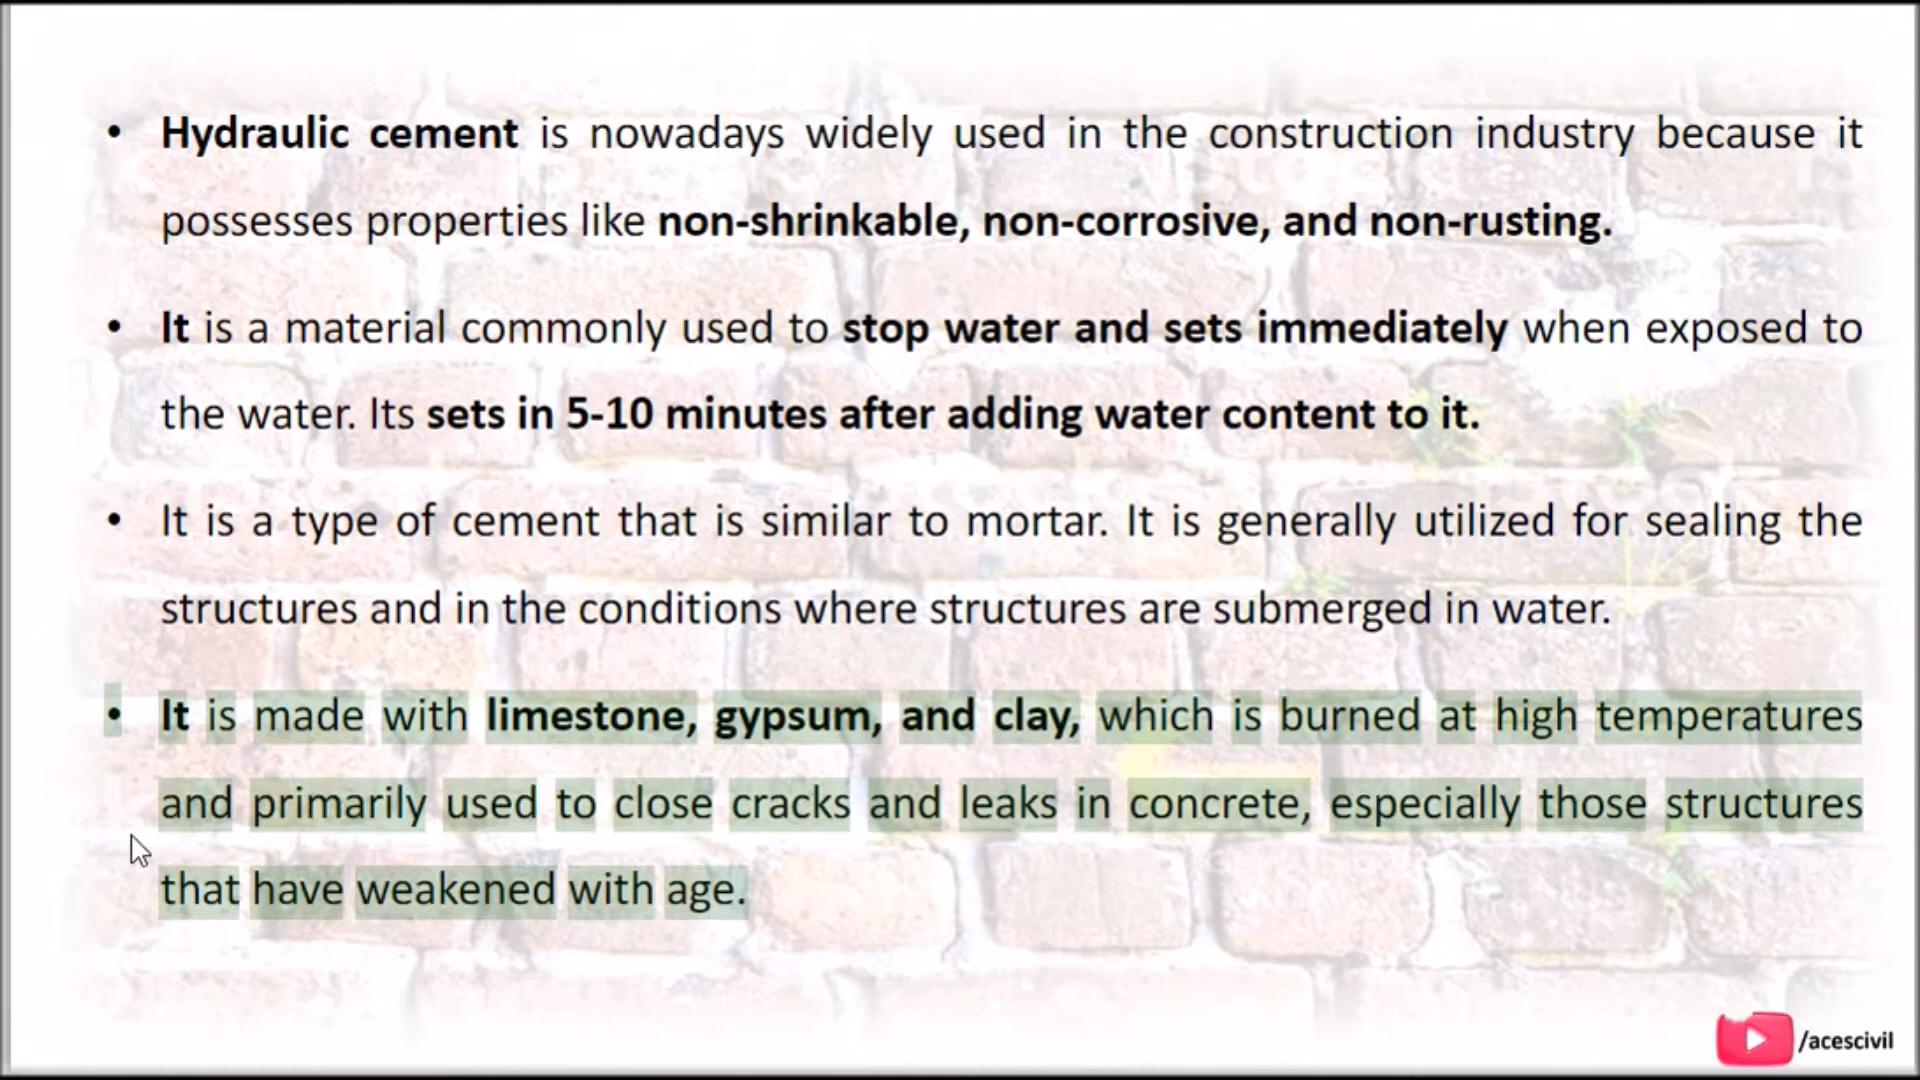 • Hydraulic cement is nowadays widely used in the construction industry because it
possesses properties like non-shrinkable, non-corrosive, and non-rusting.
• It is a material commonly used to stop water and sets immediately when exposed to
the water. Its sets in 5-10 minutes after adding water content to it.
• It is a type of cement that is similar to mortar. It is generally utilized for sealing the
structures and in the conditions where structures are submerged in water.
• It is made with limestone, gypsum, and clay, which is burned at high temperatures
and primarily used to close cracks and leaks in concrete, especially those structures
that have weakened with age.
/acescivil